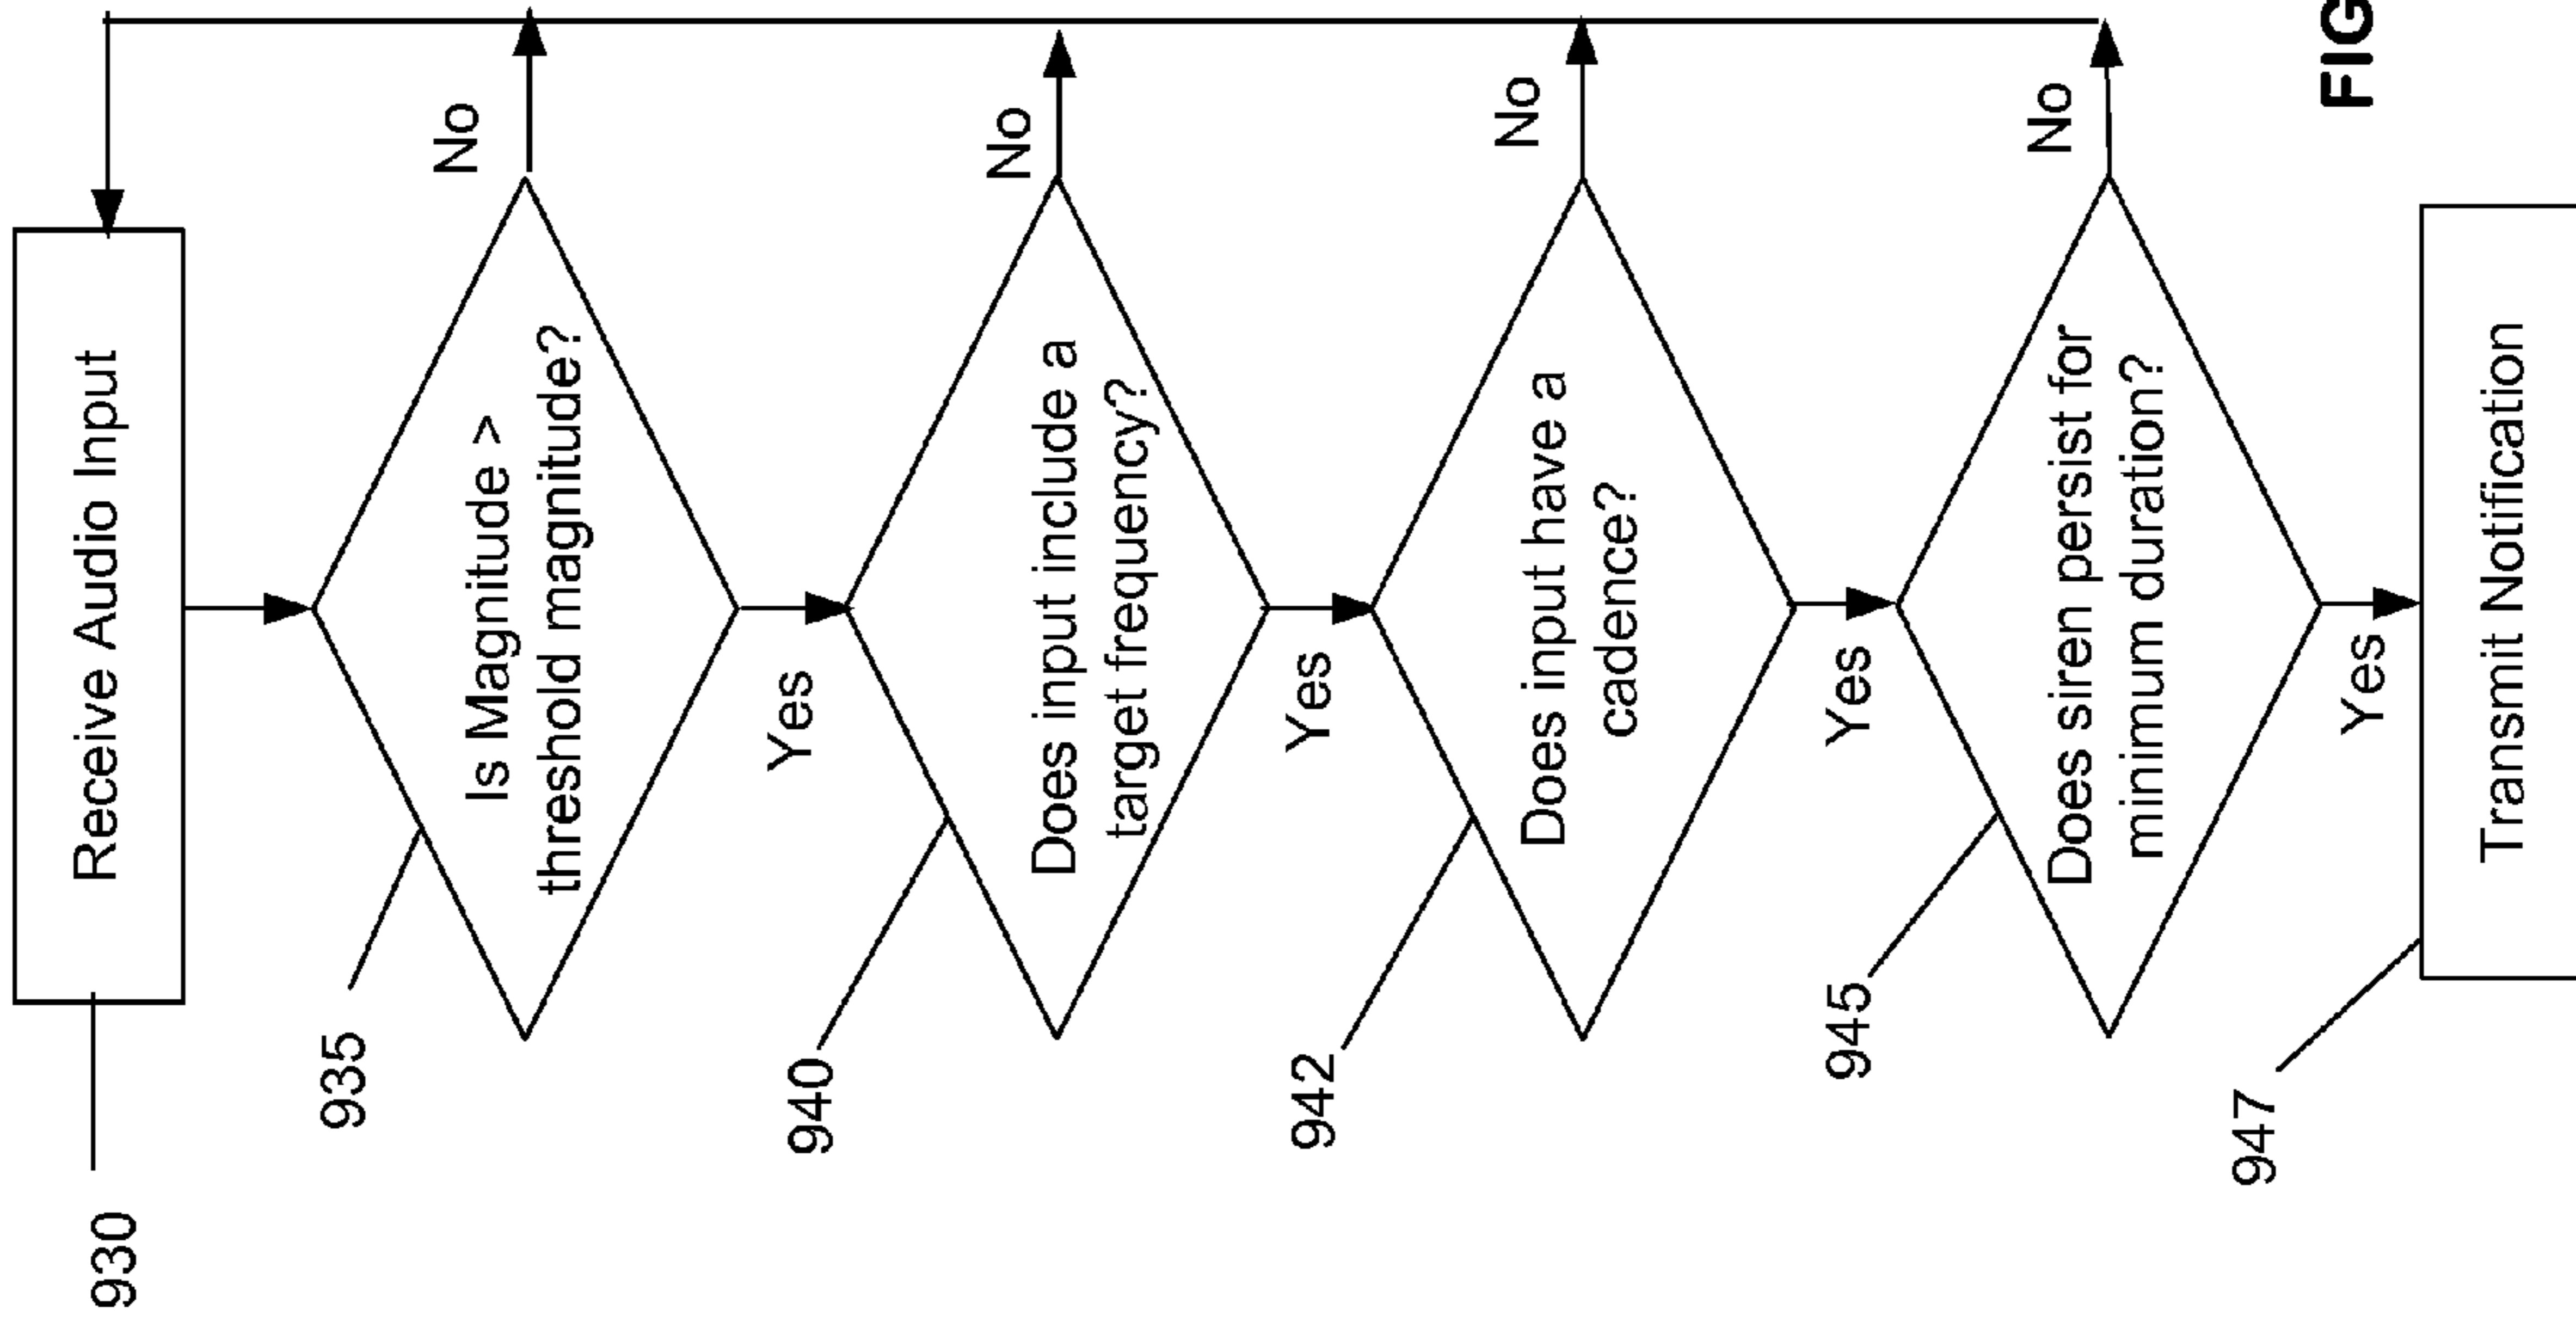 930
Receive Audio Input
935
Is Magnitude >
threshold magnitude?
No
Yes
940
Does input include a
target frequency?
No
Yes
942
Does input have a
cadence?
No
Yes
945
Does siren persist for
minimum duration?
No
Yes
947
Transmit Notification
FIG